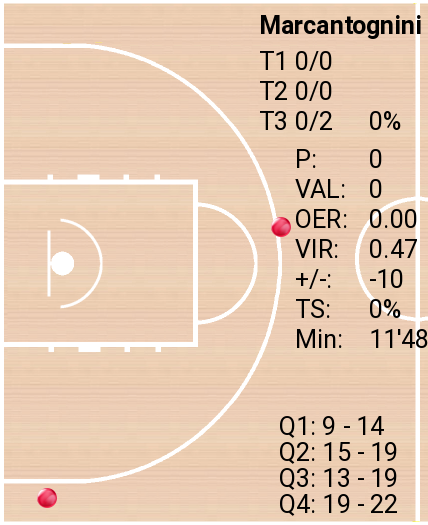 Marcantognini
T1 0/0
T2 0/0
T3 0/2 0%
P: 0
VAL: 0
OER: 0.00
VIR: 0.47
+/-: -10
TS: 0%
Min: 11'48
Q1: 9 - 14
Q2: 15 - 19
Q3: 13 - 19
Q4: 19 - 22